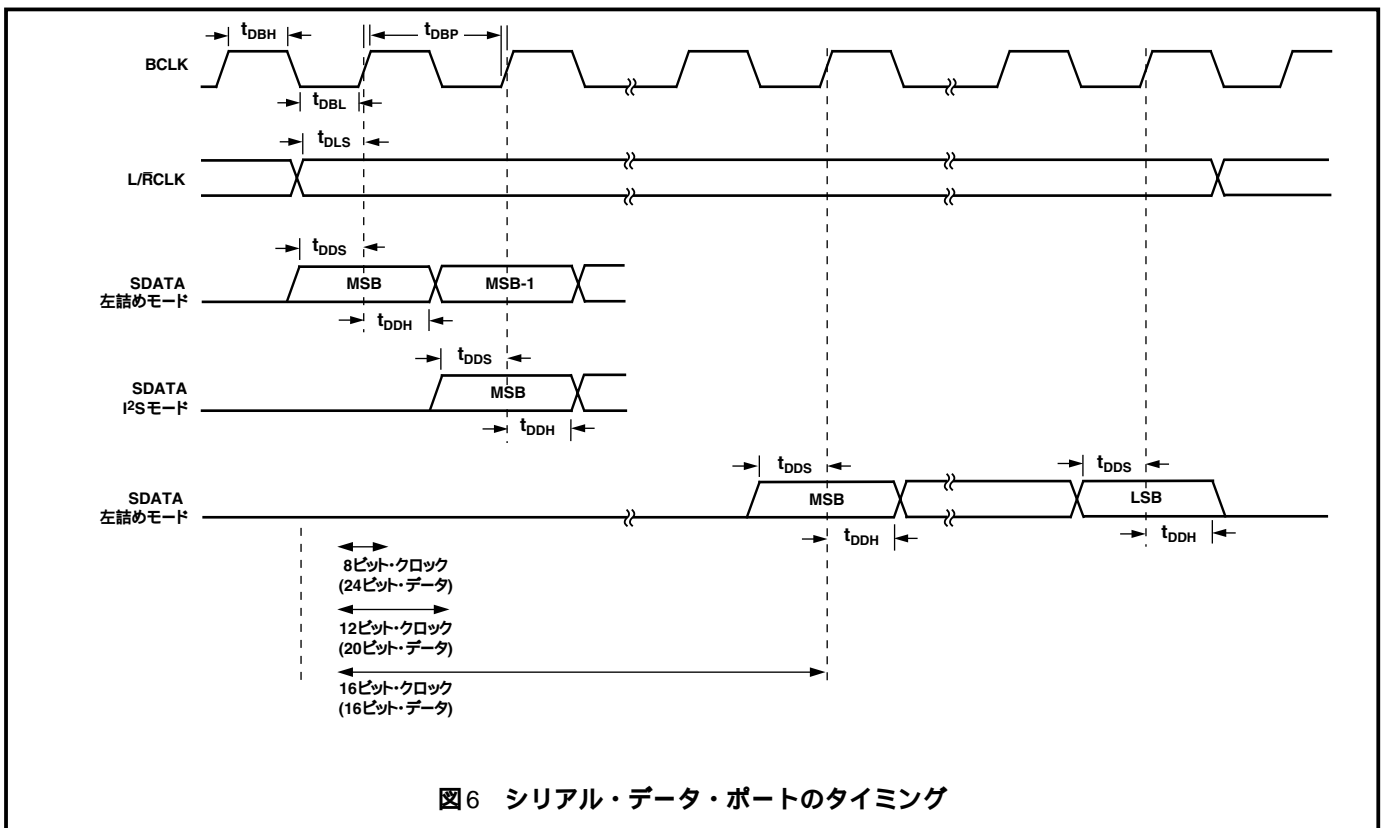 tDBH
tDBP
BCLK
tDBL
tDLS
L/R̅CLK
tDDS
SDATA
左詰めモード
MSB
MSB-1
tDDH
tDDS
SDATA
I²Sモード
MSB
tDDH
tDDS
tDDS
SDATA
左詰めモード
MSB
LSB
tDDH
tDDH
8ビット・クロック
(24ビット・データ)
12ビット・クロック
(20ビット・データ)
16ビット・クロック
(16ビット・データ)
図6 シリアル・データ・ポートのタイミング